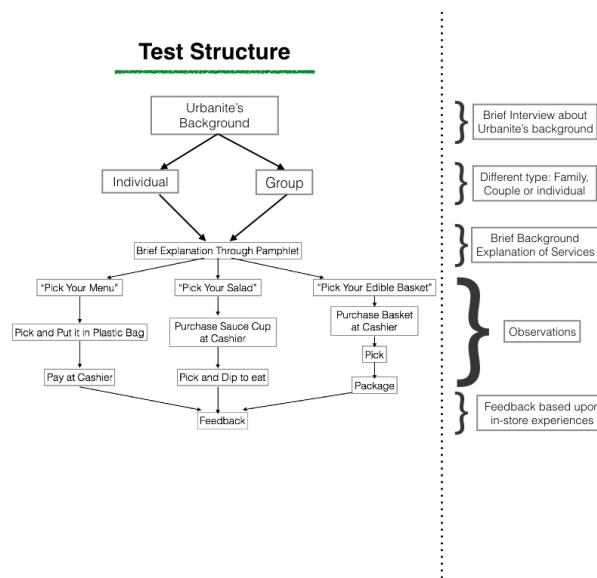 Test Structure
Urbanite's
Background
Individual
Group
Brief Explanation Through Pamphlet
"Pick Your Menu"
"Pick Your Salad"
"Pick Your Edible Basket"
Pick and Put it in Plastic Bag
Purchase Sauce Cup
at Cashier
Purchase Basket
at Cashier
Pick
Pay at Cashier
Pick and Dip to eat
Package
Feedback
Brief Interview about
Urbanite's background
Different type: Family,
Couple or individual
Brief Background
Explanation of Services
Observations
Feedback based upon
in-store experiences